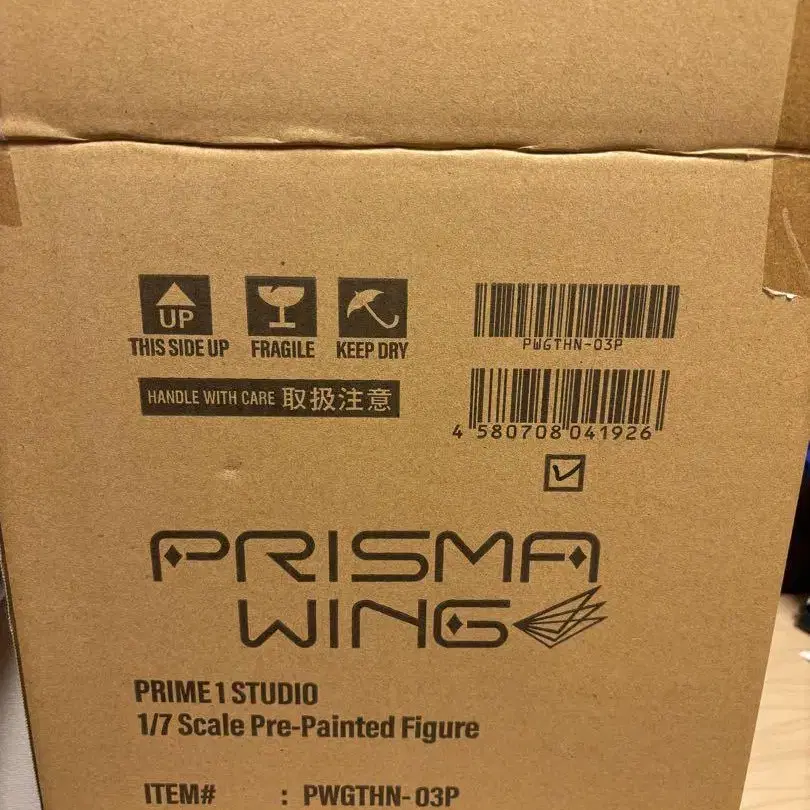 UP
THIS SIDE UP
FRAGILE
KEEP DRY
HANDLE WITH CARE 取扱注意
PWGTHN-03P
4 580708 041926
PRISMA
WING
PRIME 1 STUDIO
1/7 Scale Pre-Painted Figure
ITEM# : PWGTHN-03P